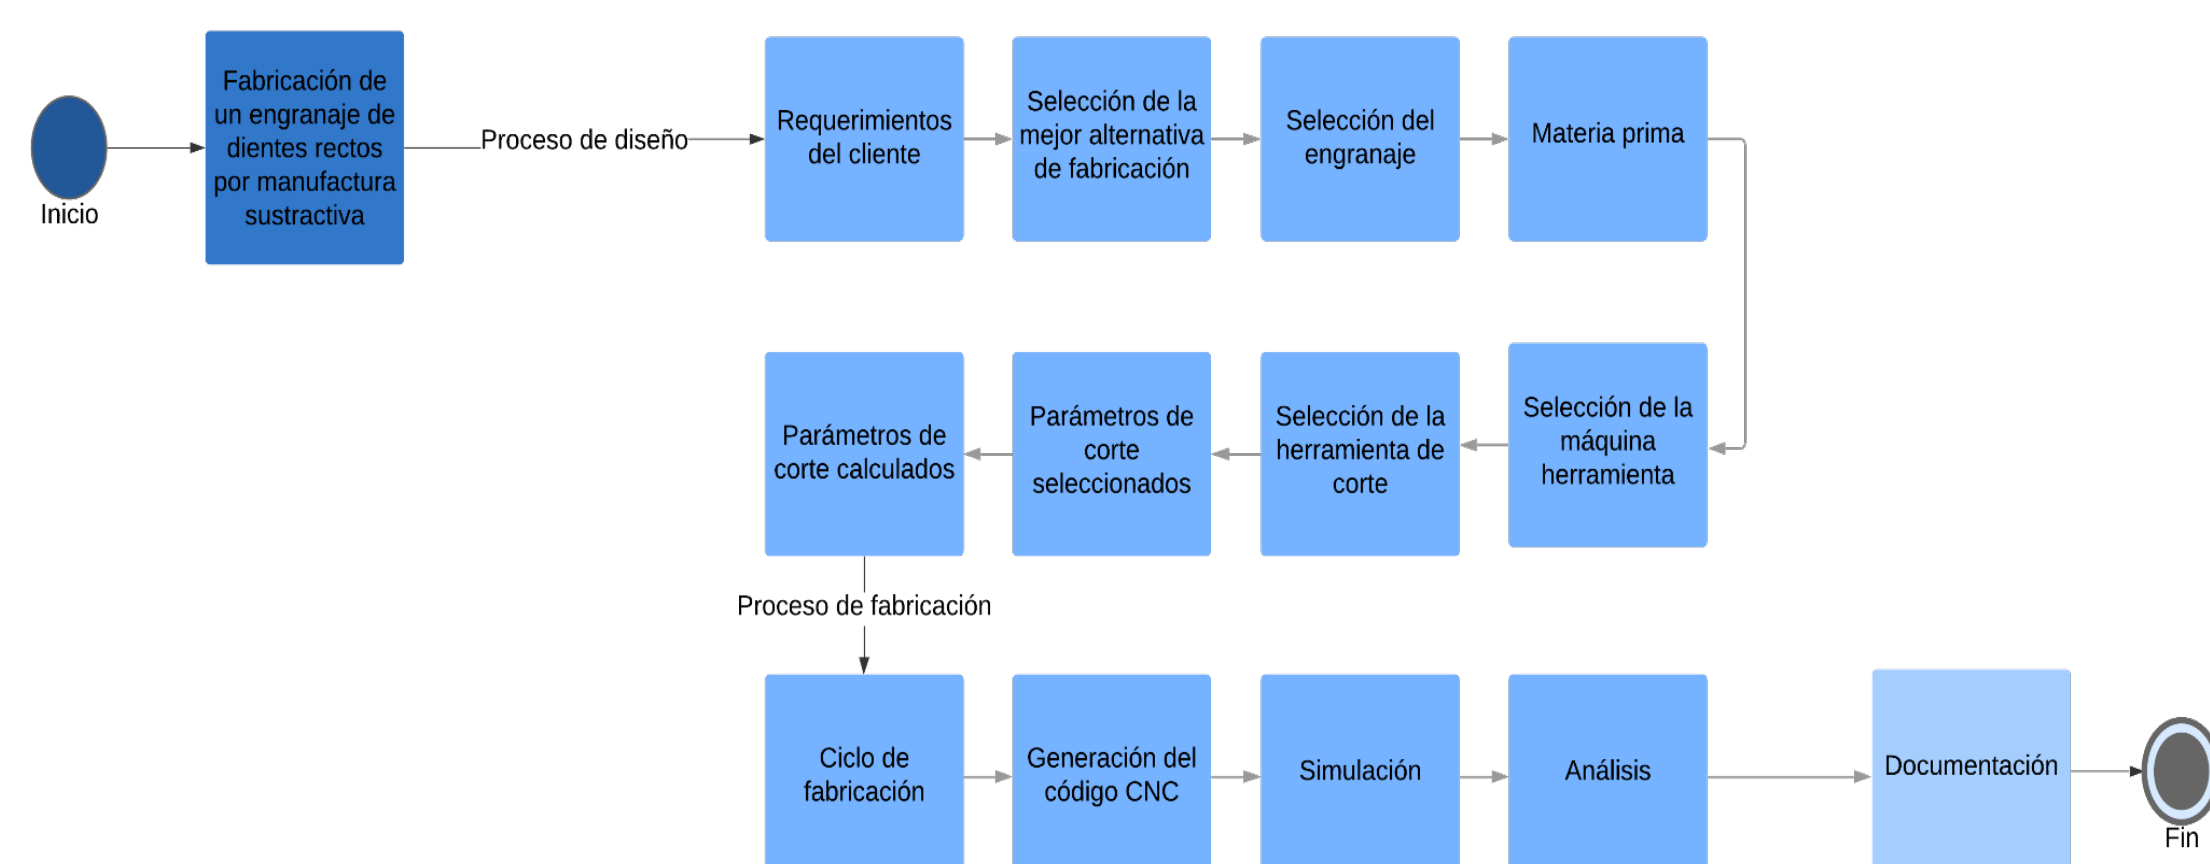 Inicio
Fabricación de
un engranaje de
dientes rectos
por manufactura
sustractiva
Proceso de diseño
Requerimientos
del cliente
Selección de la
mejor alternativa
de fabricación
Selección del
engranaje
Materia prima
Selección de la
máquina
herramienta
Selección de la
herramienta de
corte
Parámetros de
corte
seleccionados
Parámetros de
corte calculados
Proceso de fabricación
Ciclo de
fabricación
Generación del
código CNC
Simulación
Análisis
Documentación
Fin